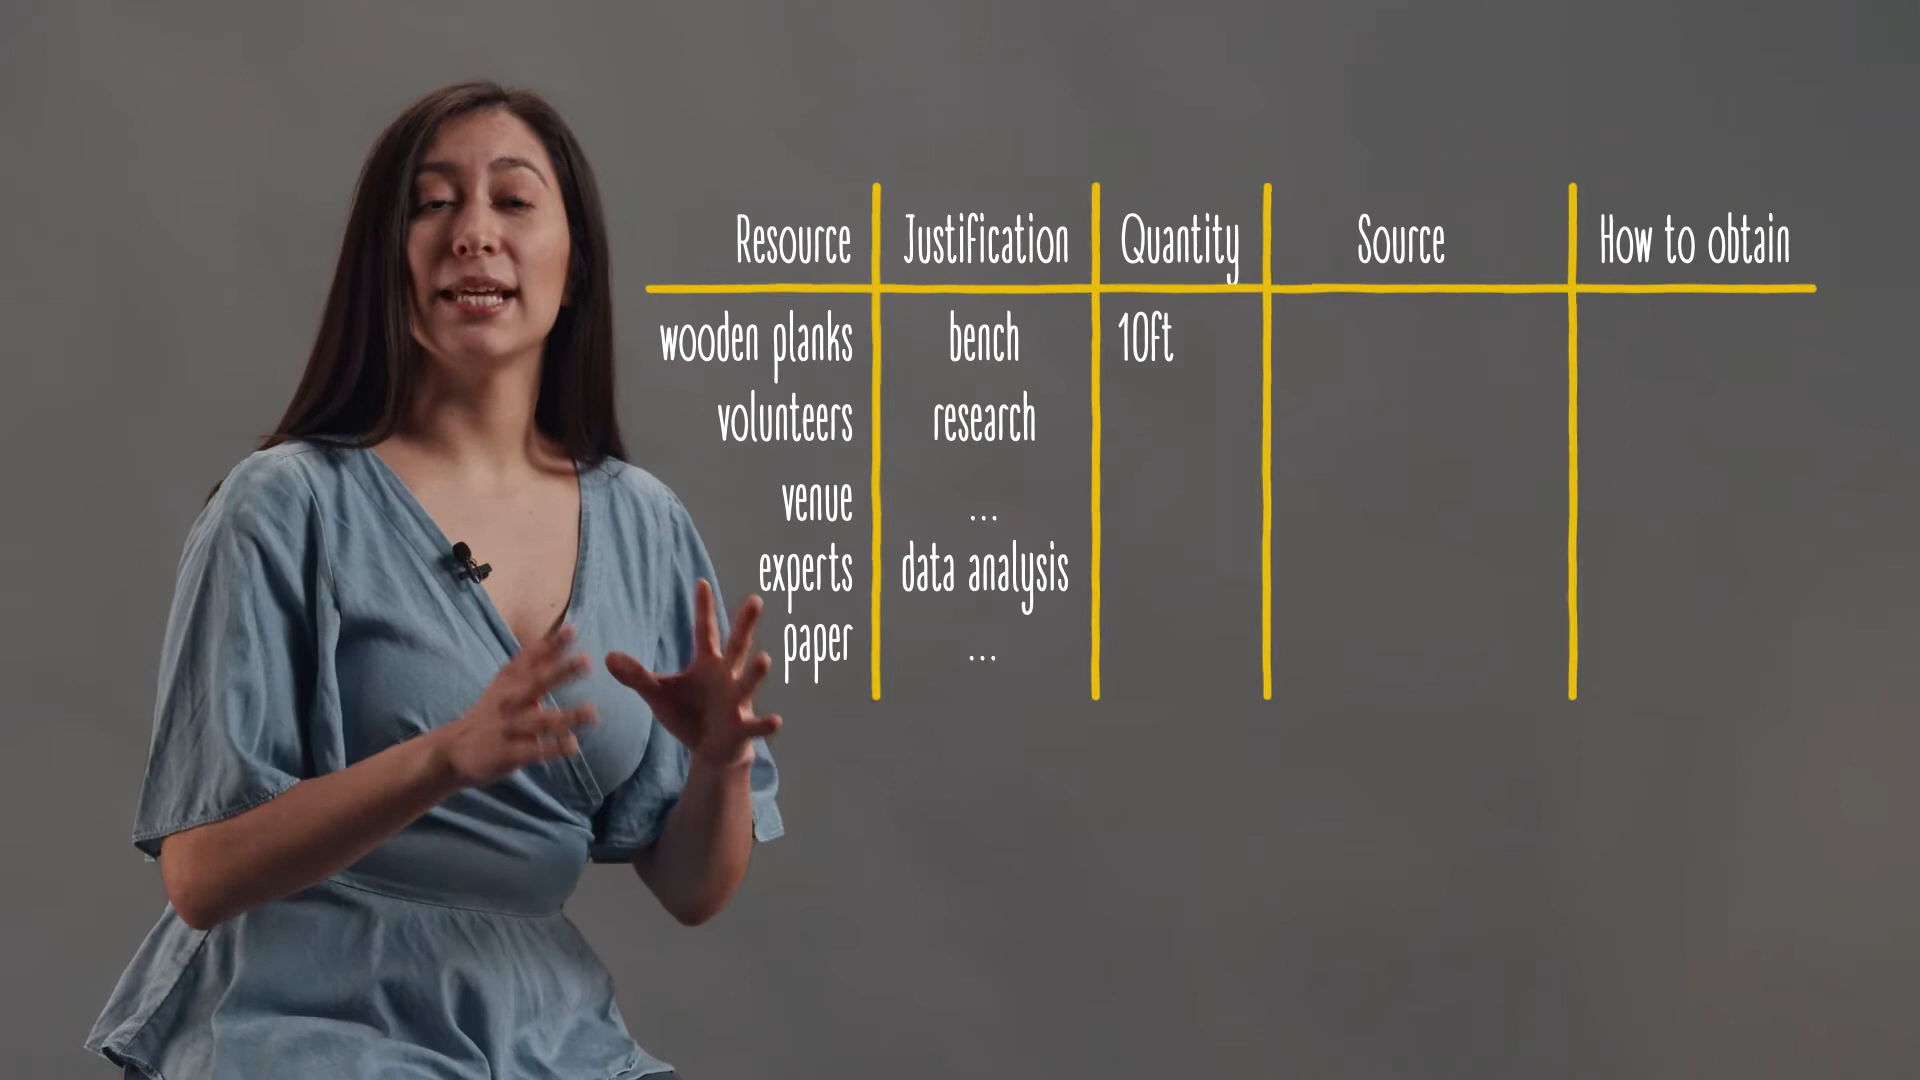 Resource Justification Quantity Source How to obtain
wooden planks bench 10ft
volunteers research
venue ...
experts data analysis
paper ...